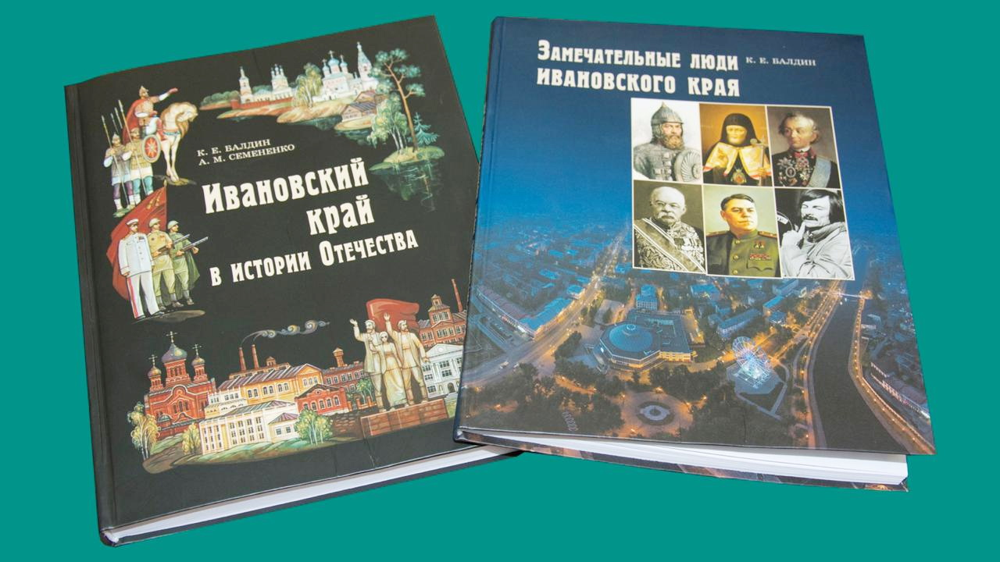 К. Е. БАЛДИН
А. М. СЕМЕНЕНКО
Ивановский
край
в истории Отечества
Замечательные люди
ивановского края
К. Е. БАЛДИН